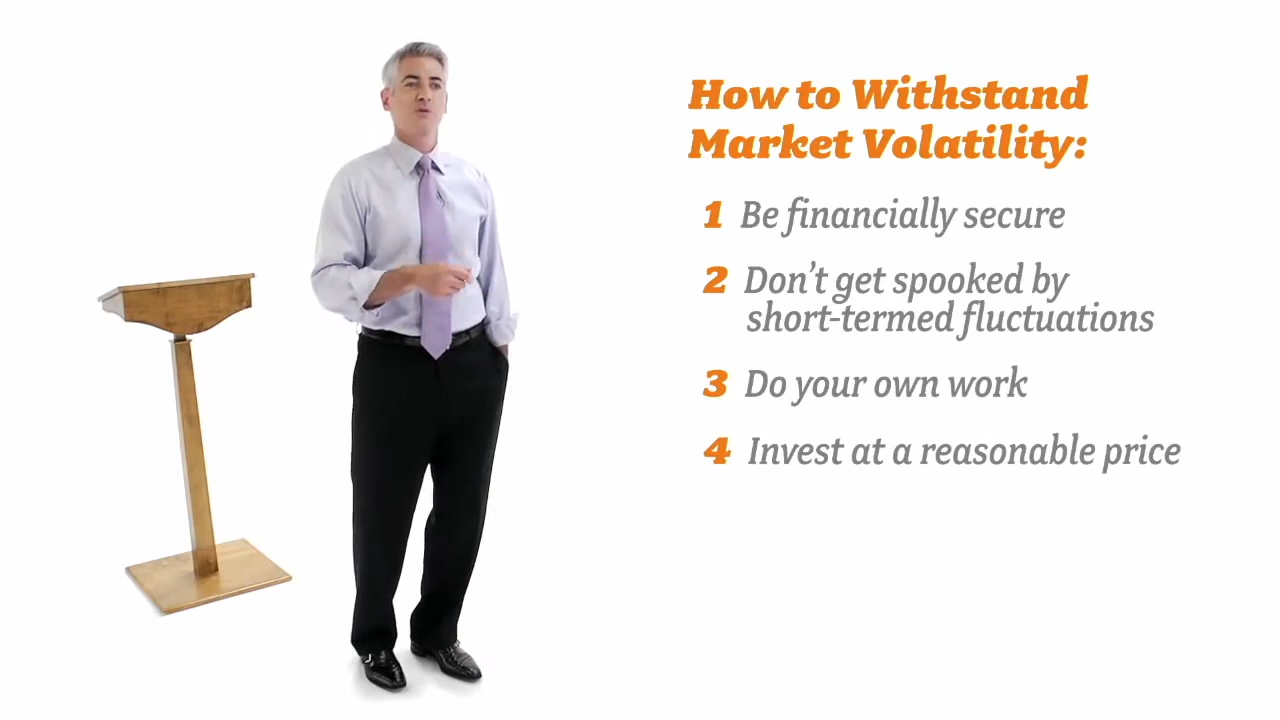 How to Withstand
Market Volatility:
1 Be financially secure
2 Don't get spooked by
short-termed fluctuations
3 Do your own work
4 Invest at a reasonable price